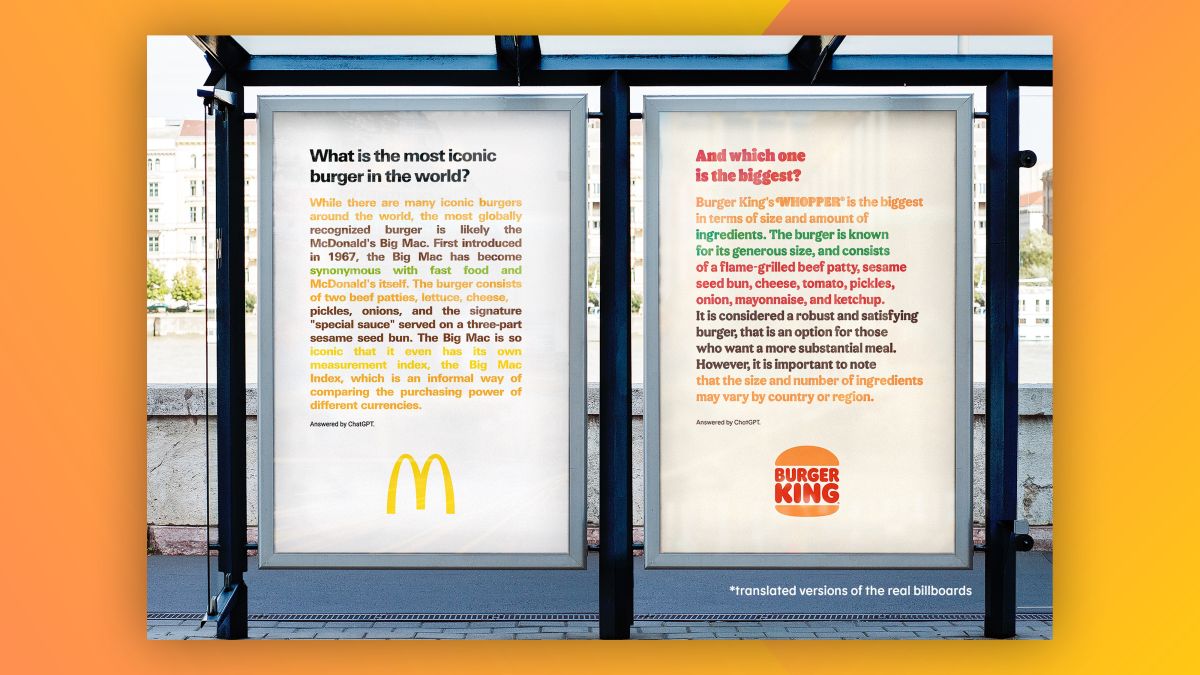 What is the most iconic
burger in the world?
While there are many iconic burgers
around the world, the most globally
recognized burger is likely the
McDonald's Big Mac. First introduced
in 1967, the Big Mac has become
synonymous with fast food and
McDonald's itself. The burger consists
of two beef patties, lettuce, cheese,
pickles, onions, and the signature
"special sauce" served on a three-part
sesame seed bun. The Big Mac is so
iconic that it even has its own
measurement index, the Big Mac
Index, which is an informal way of
comparing the purchasing power of
different currencies.
Answered by ChatGPT.
And which one
is the biggest?
Burger King's WHOPPER® is the biggest
in terms of size and amount of
ingredients. The burger is known
for its generous size, and consists
of a flame-grilled beef patty, sesame
seed bun, cheese, tomato, pickles,
onion, mayonnaise, and ketchup.
It is considered a robust and satisfying
burger, that is an option for those
who want a more substantial meal.
However, it is important to note
that the size and number of ingredients
may vary by country or region.
Answered by ChatGPT.
BURGER
KING
*translated versions of the real billboards